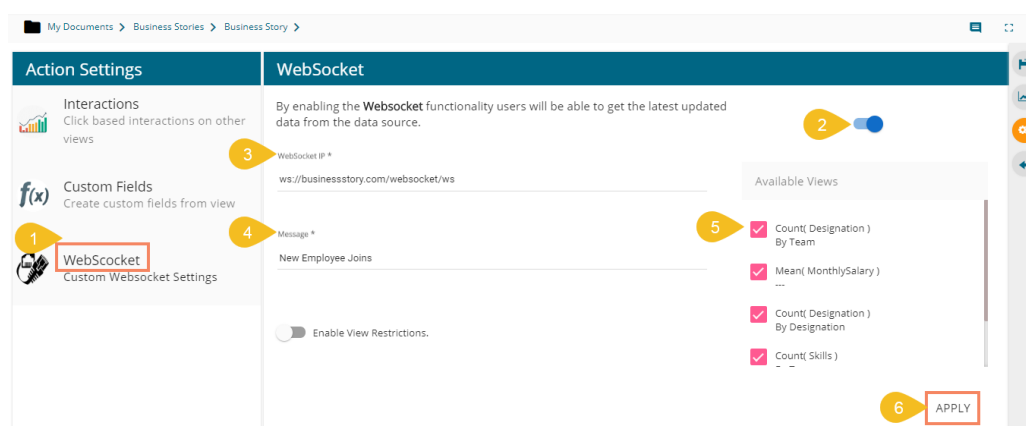 My Documents > Business Stories > Business Story >
Action Settings
Interactions
Click based interactions on other
views
f(x)
Custom Fields
Create custom fields from view
1
WebScocket
Custom Websocket Settings
WebSocket
By enabling the Websocket functionality users will be able to get the latest updated
data from the data source.
2
3
WebSocket IP *
ws://businessstory.com/websocket/ws
4
Message *
New Employee Joins
Enable View Restrictions.
Available Views
5
Count( Designation )
By Team
Mean( MonthlySalary )
---
Count( Designation )
By Designation
Count( Skills )
6
APPLY